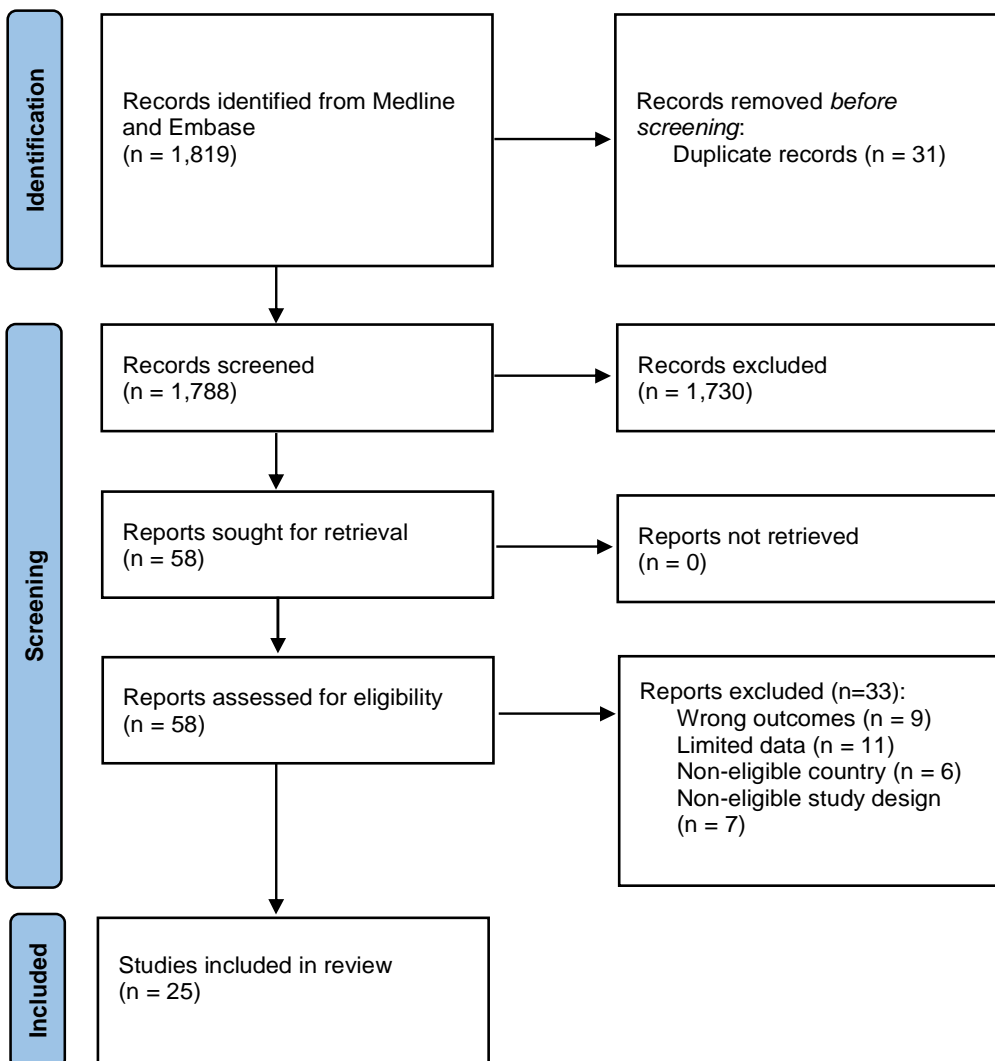 Identification
Records identified from Medline
and Embase
(n = 1,819)
Records removed before
screening:
Duplicate records (n = 31)
Screening
Records screened
(n = 1,788)
Records excluded
(n = 1,730)
Reports sought for retrieval
(n = 58)
Reports not retrieved
(n = 0)
Reports assessed for eligibility
(n = 58)
Reports excluded (n=33):
Wrong outcomes (n = 9)
Limited data (n = 11)
Non-eligible country (n = 6)
Non-eligible study design
(n = 7)
Included
Studies included in review
(n = 25)